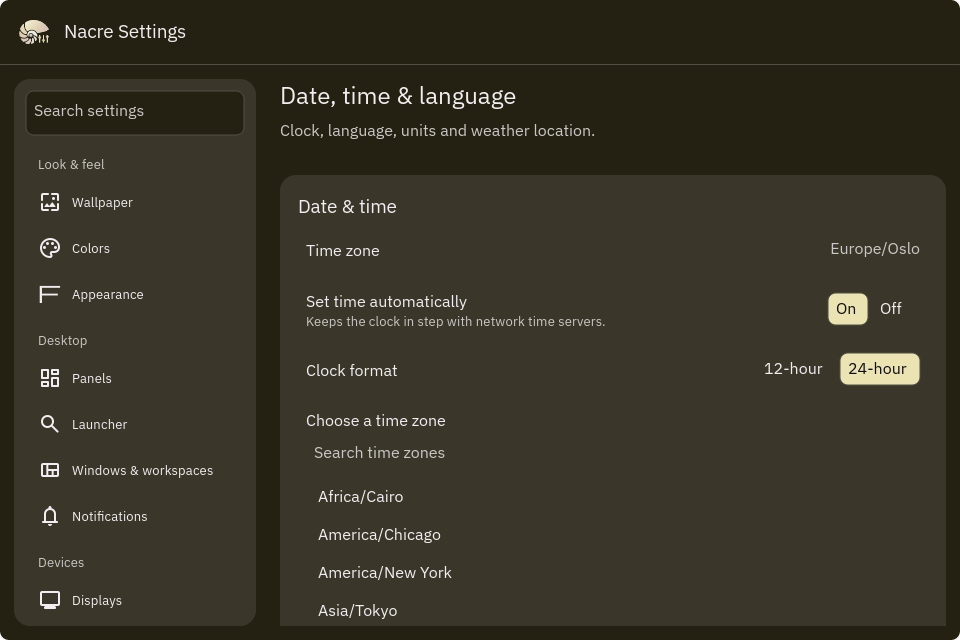 Nacre Settings
Search settings
Look & feel
Wallpaper
Colors
Appearance
Desktop
Panels
Launcher
Windows & workspaces
Notifications
Devices
Displays
Date, time & language
Clock, language, units and weather location.
Date & time
Time zone
Europe/Oslo
Set time automatically
Keeps the clock in step with network time servers.
On
Off
Clock format
12-hour
24-hour
Choose a time zone
Search time zones
Africa/Cairo
America/Chicago
America/New York
Asia/Tokyo